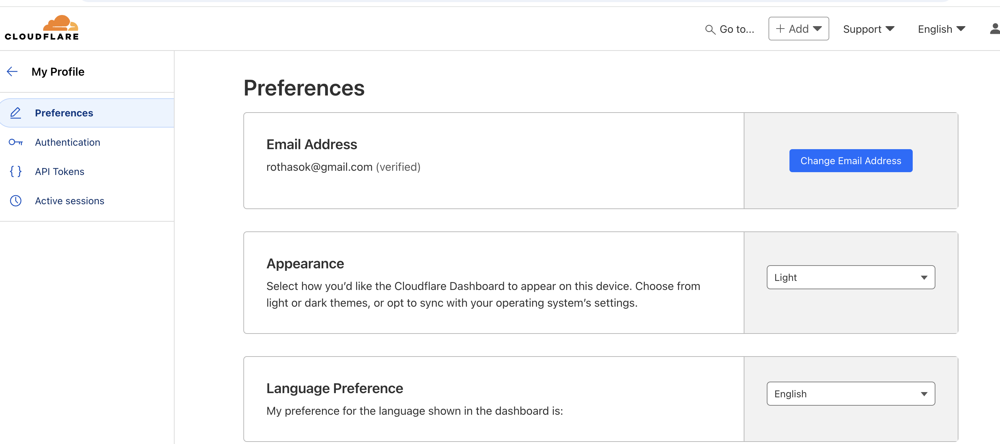 CLOUDFLARE
Go to...
+ Add
Support
English
My Profile
Preferences
Authentication
{ } API Tokens
Active sessions
Preferences
Email Address
rothasok@gmail.com (verified)
Change Email Address
Appearance
Select how you’d like the Cloudflare Dashboard to appear on this device. Choose from
light or dark themes, or opt to sync with your operating system’s settings.
Light
Language Preference
My preference for the language shown in the dashboard is:
English